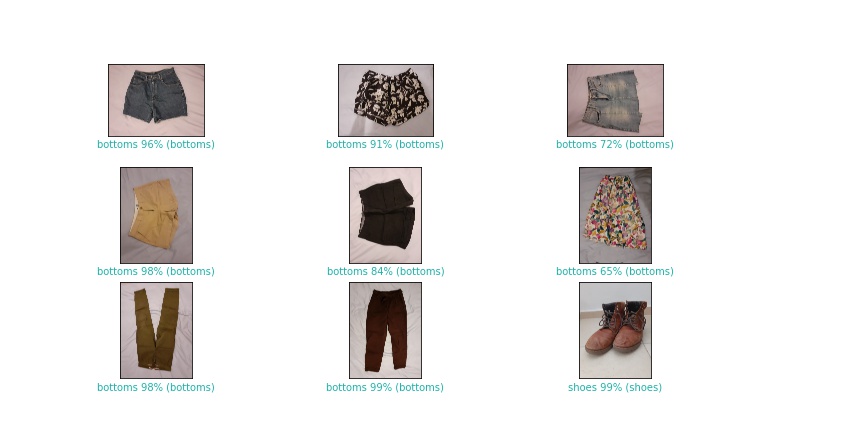 bottoms 96% (bottoms)
bottoms 91% (bottoms)
bottoms 72% (bottoms)
bottoms 98% (bottoms)
bottoms 84% (bottoms)
bottoms 65% (bottoms)
bottoms 98% (bottoms)
bottoms 99% (bottoms)
shoes 99% (shoes)